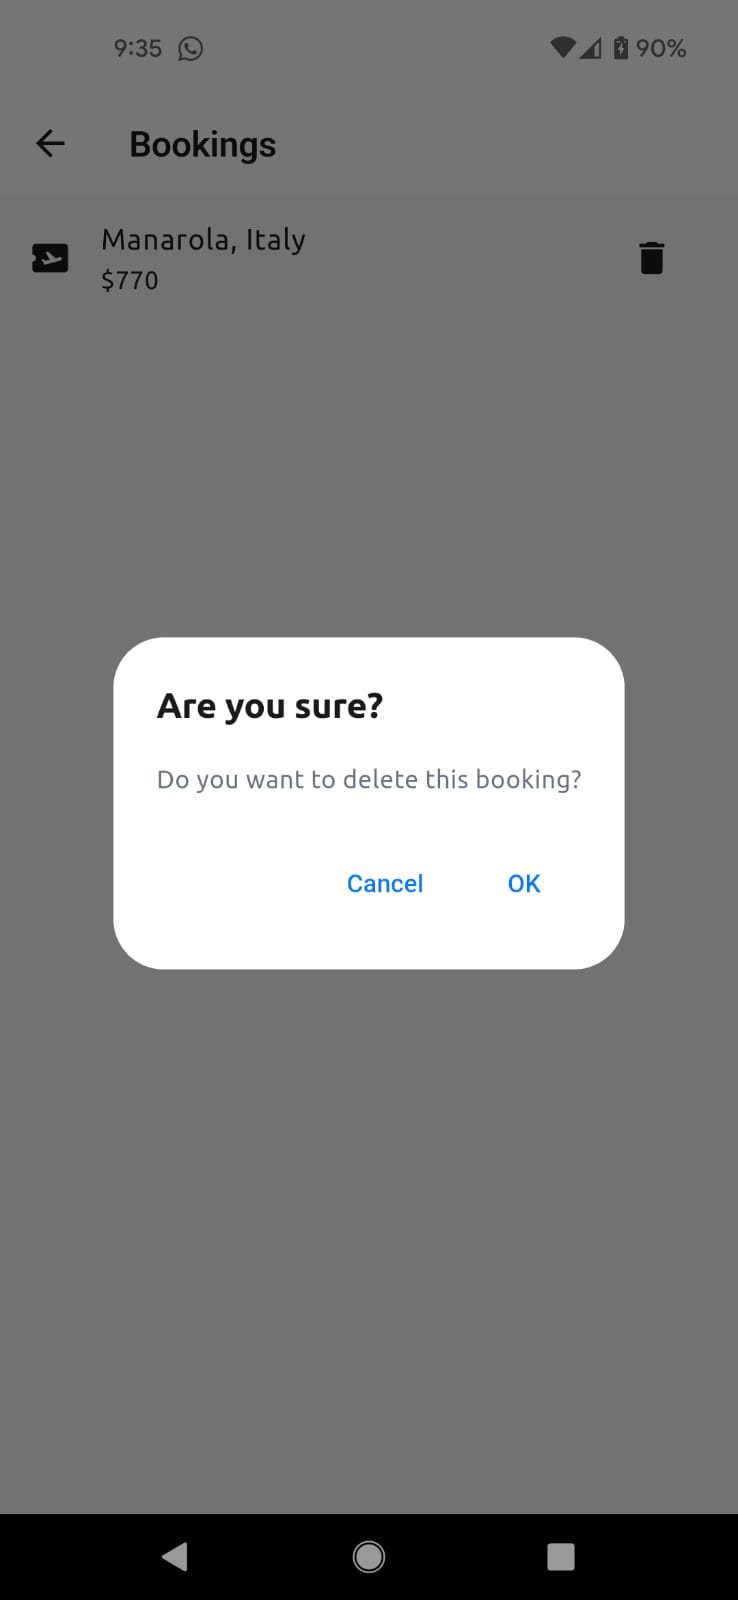 9:35 90%
Bookings
Manarola, Italy
$770
Are you sure?
Do you want to delete this booking?
Cancel OK